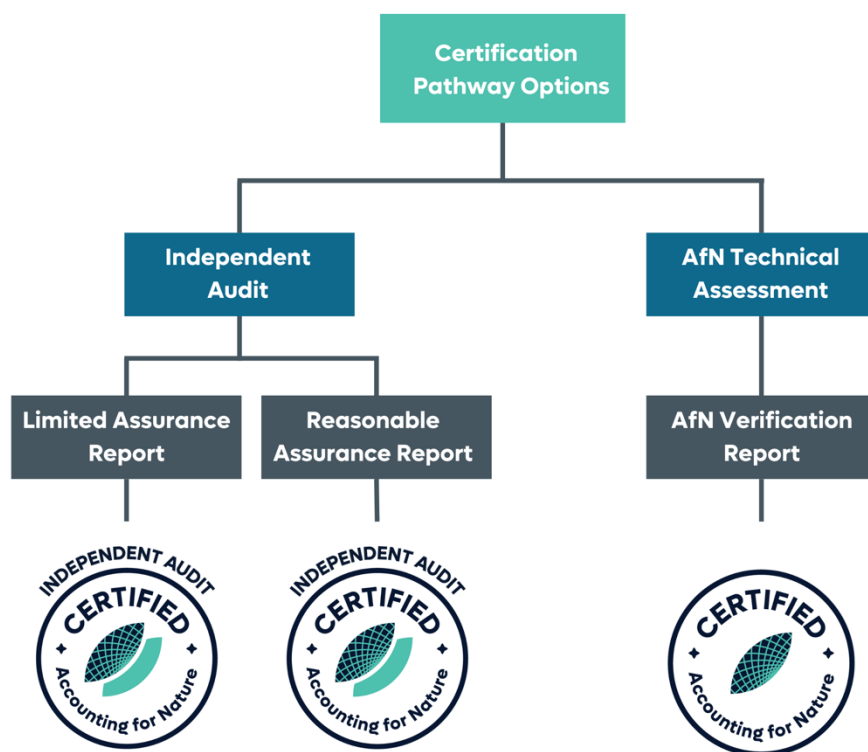 Certification
Pathway Options
Independent
Audit
AfN Technical
Assessment
Limited Assurance
Report
Reasonable
Assurance Report
AfN Verification
Report
INDEPENDENT AUDIT
CERTIFIED
Accounting for Nature
INDEPENDENT AUDIT
CERTIFIED
Accounting for Nature
CERTIFIED
Accounting for Nature